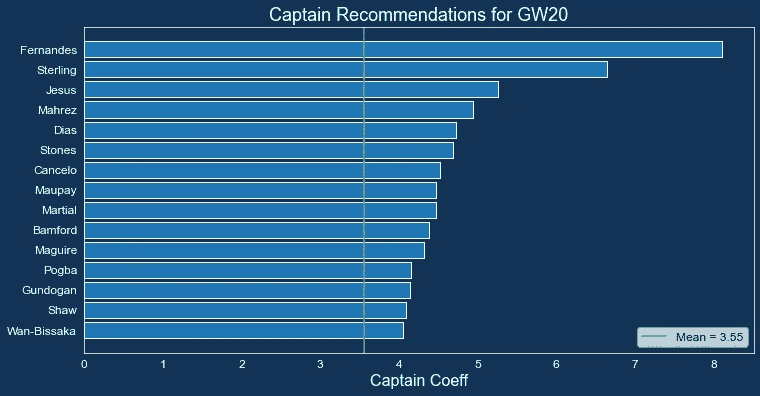 Captain Recommendations for GW20
Fernandes
Sterling
Jesus
Mahrez
Dias
Stones
Cancelo
Maupay
Martial
Bamford
Maguire
Pogba
Gundogan
Shaw
Wan-Bissaka
Mean = 3.55
0 1 2 3 4 5 6 7 8
Captain Coeff